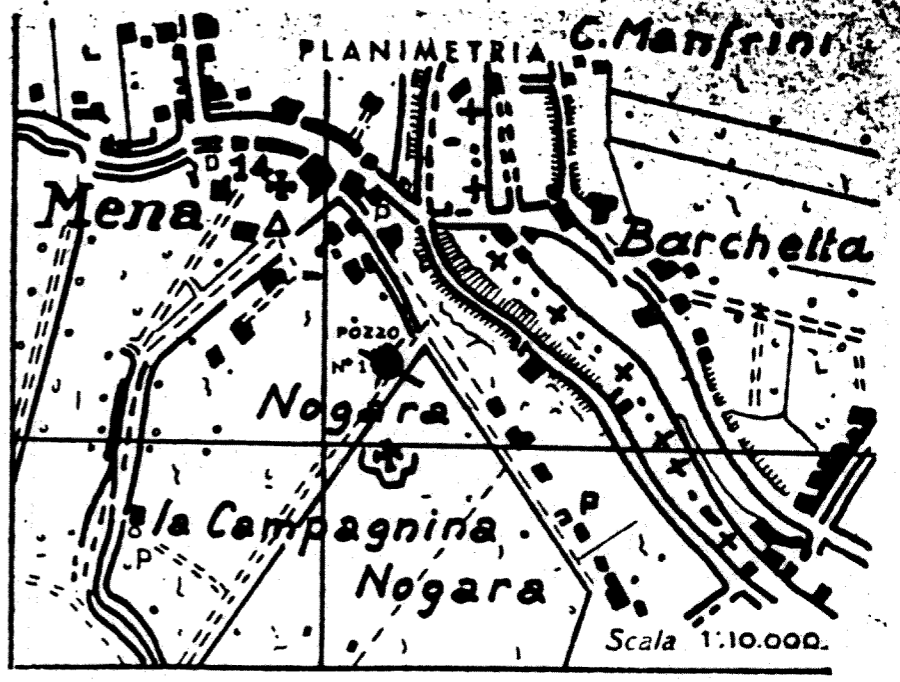 PLANIMETRIA
C. Manfrini
14
Mena
P
Barchetta
POZZO
N° 1
Nogara
la Campagnina
P
P
Nogara
Scala 1:10.000